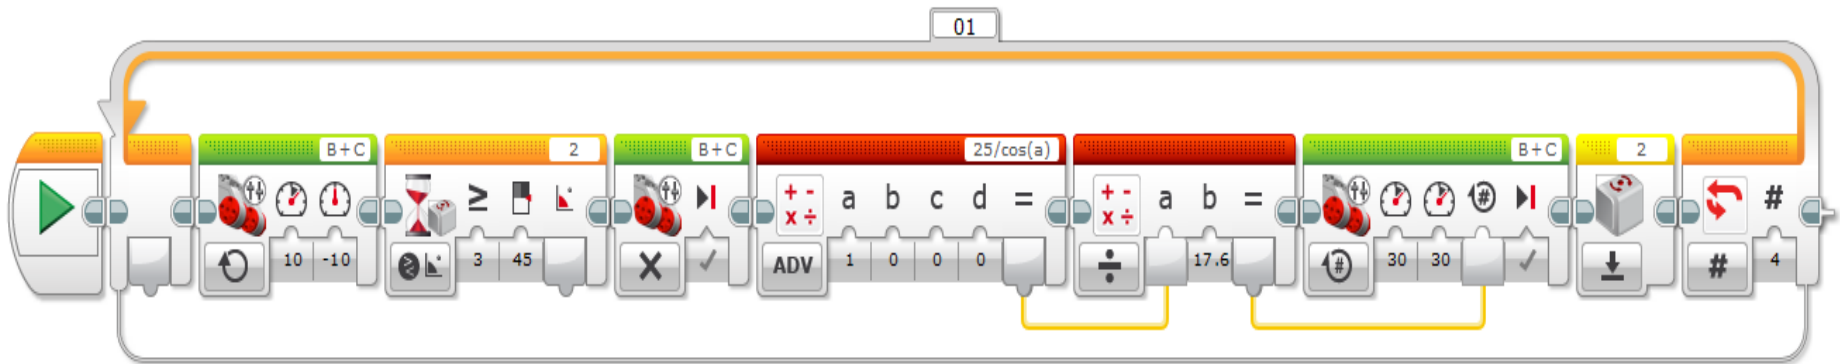 01
B+C 2 B+C 25/cos(a) B+C 2
≥ a b c d = a b = # #
10 -10 3 45 ADV 1 0 0 0 17.6 # 30 30 # 4